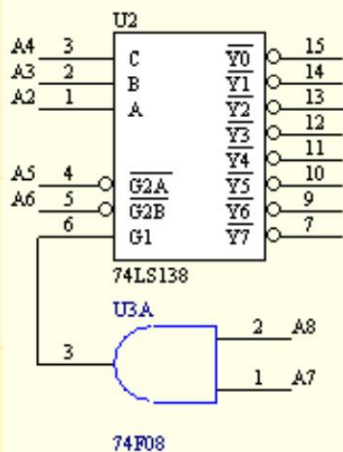 U2
A4 3 C Y0 15
A3 2 B Y1 14
A2 1 A Y2 13
Y3 12
Y4 11
A5 4 G2A Y5 10
A6 5 G2B Y6 9
6 G1 Y7 7
74LS138
U3A
2 A8
3
1 A7
74F08